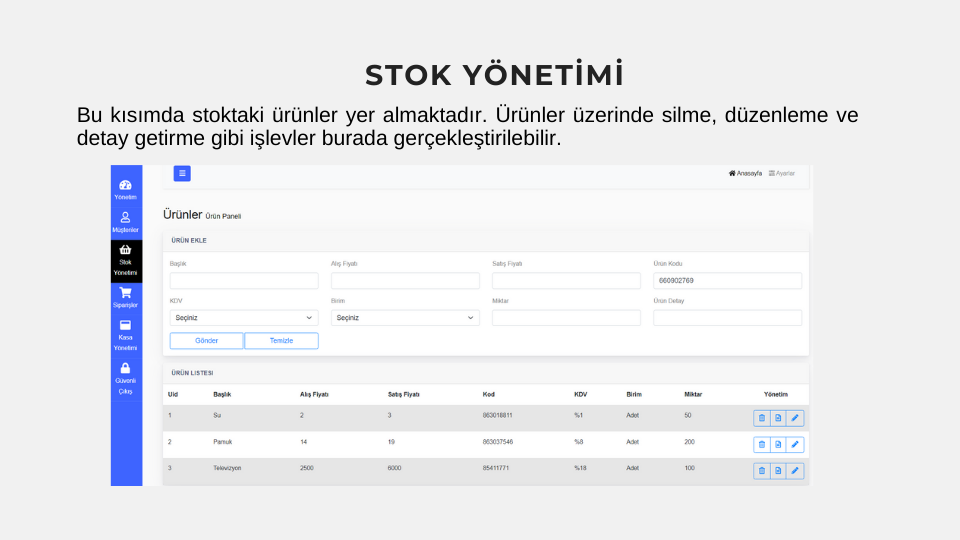 STOK YÖNETİMİ
Bu kısımda stoktaki ürünler yer almaktadır. Ürünler üzerinde silme, düzenleme ve
detay getirme gibi işlevler burada gerçekleştirilebilir.
Anasayfa Ayarlar
Yönetim
Müşteriler
Stok
Yönetimi
Siparişler
Kasa
Yönetimi
Güvenli
Çıkış
Ürünler Ürün Paneli
ÜRÜN EKLE
Başlık Alış Fiyatı Satış Fiyatı Ürün Kodu
660902769
KDV Birim Miktar Ürün Detay
Seçiniz Seçiniz
Gönder Temizle
ÜRÜN LİSTESİ
Uid Başlık Alış Fiyatı Satış Fiyatı Kod KDV Birim Miktar Yönetim
1 Su 2 3 863018811 %1 Adet 50
2 Pamuk 14 19 863037546 %8 Adet 200
3 Televizyon 2500 6000 85411771 %18 Adet 100